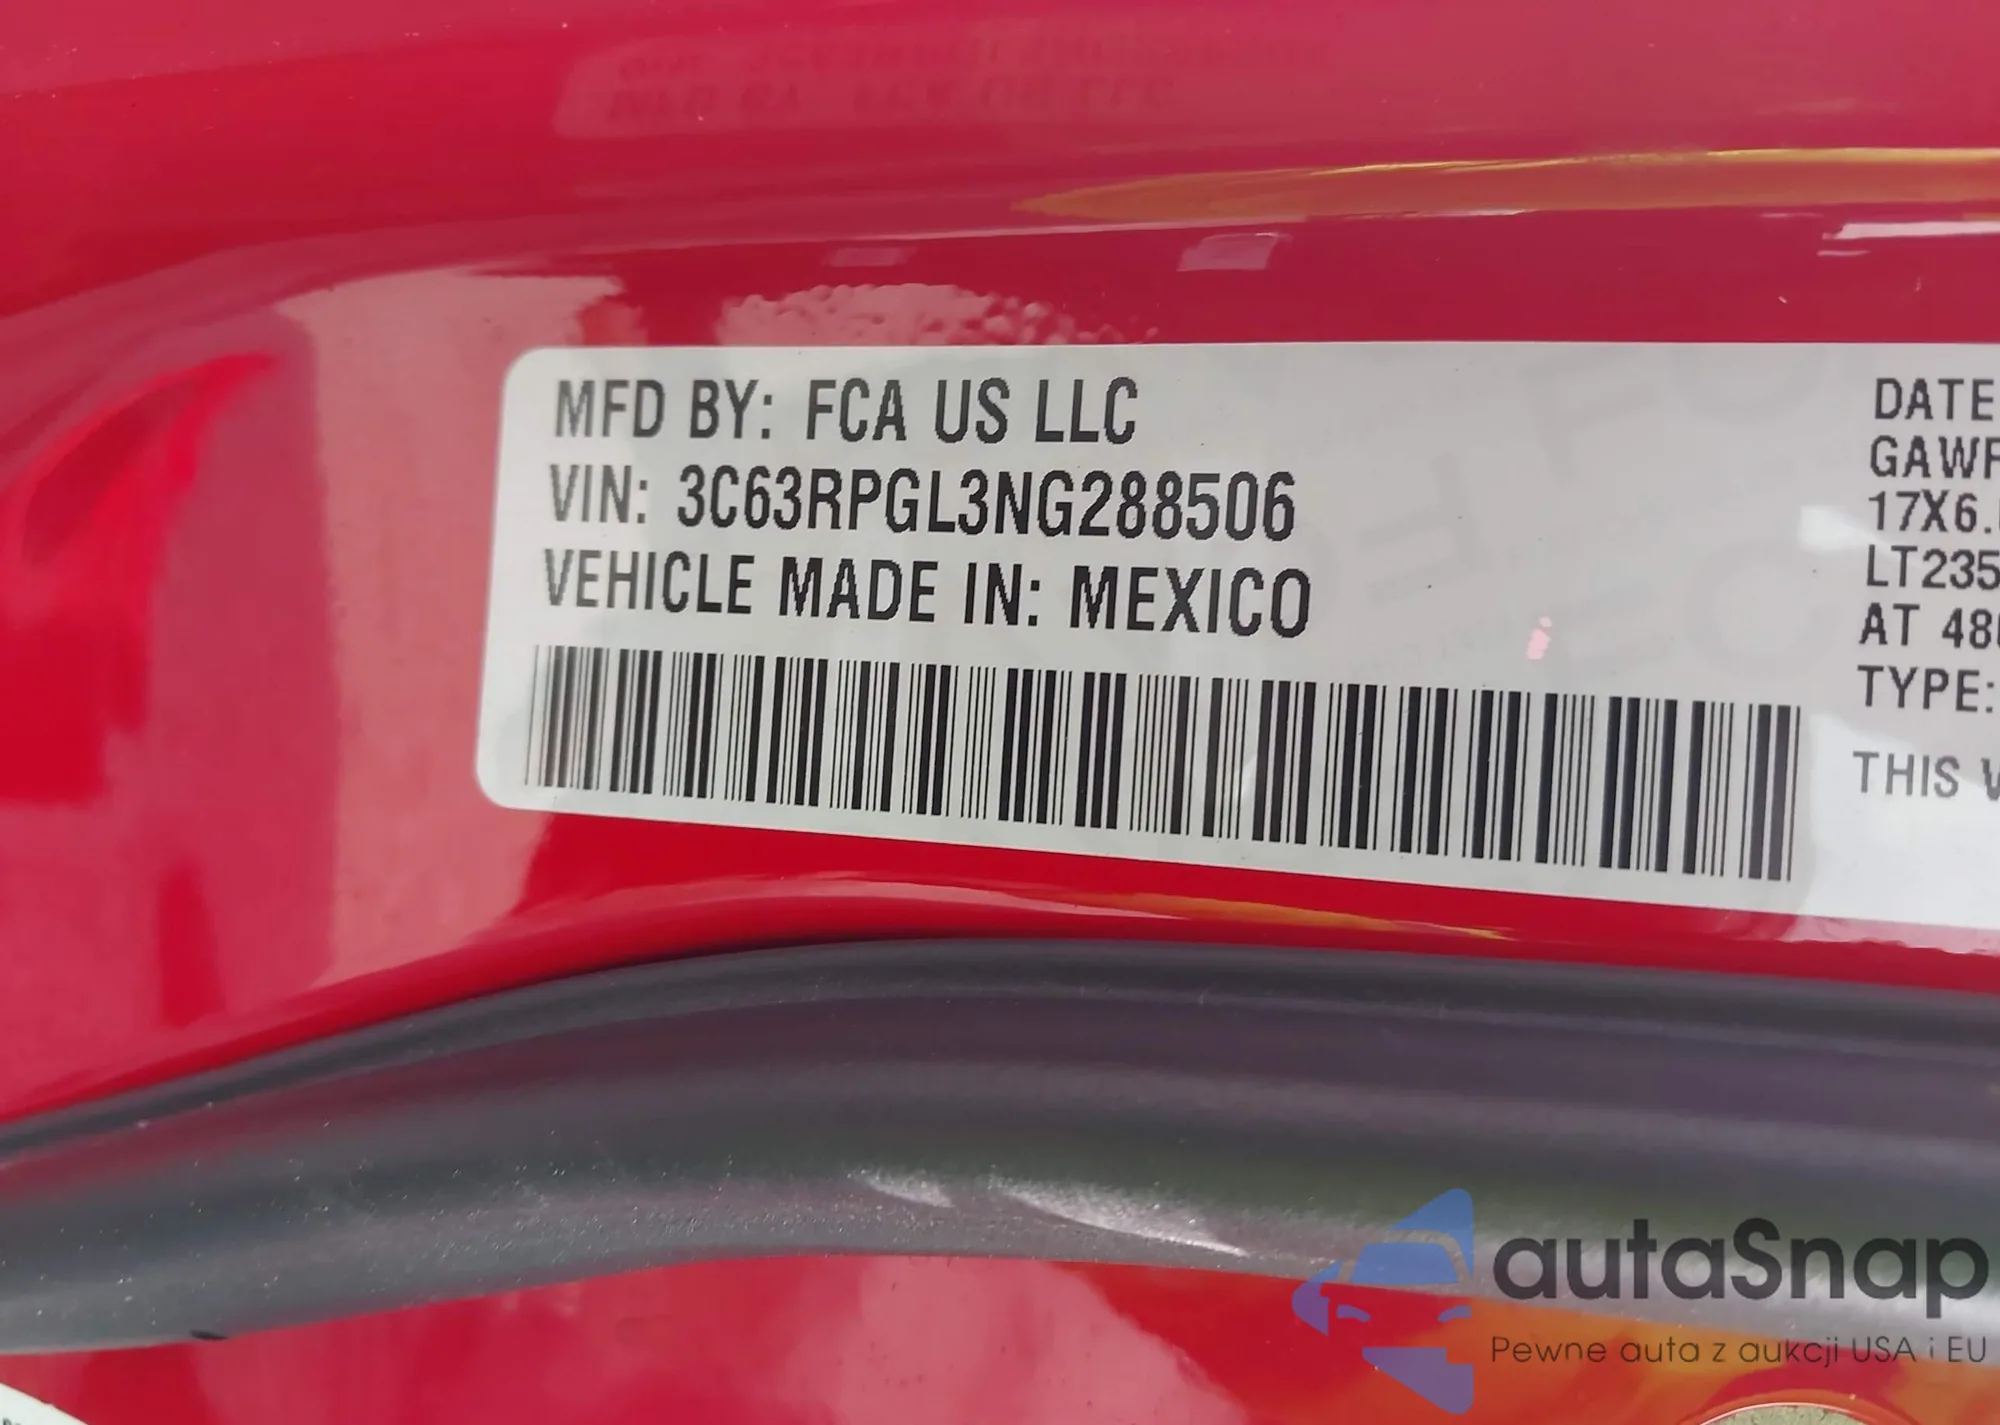 MFD BY: FCA US LLC
VIN: 3C63RPGL3NG288506
VEHICLE MADE IN: MEXICO
DATE
GAWR
17X6.
LT235
AT 480
TYPE:
THIS
autaSnap
Pewne auta z aukcji USA i EU